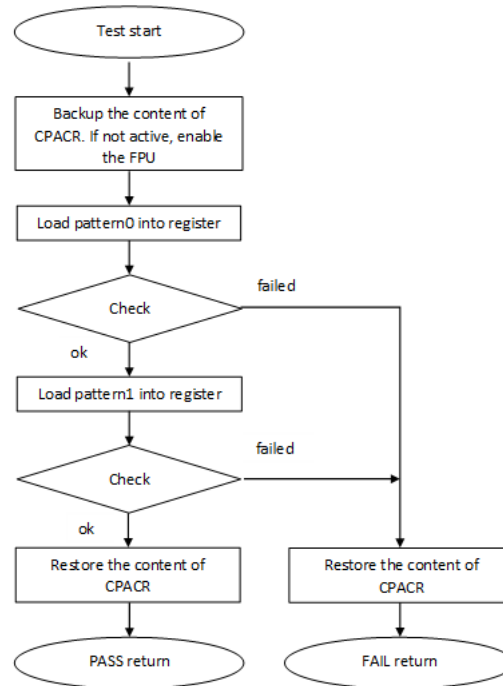 Test start
Backup the content of
CPACR. If not active, enable
the FPU
Load pattern0 into register
Check
failed
ok
Load pattern1 into register
Check
failed
ok
Restore the content of
CPACR
Restore the content of
CPACR
PASS return
FAIL return